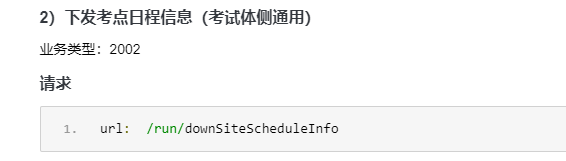 2）下发考点日程信息（考试体侧通用）
业务类型：2002
请求
1. url: /run/downSiteScheduleInfo